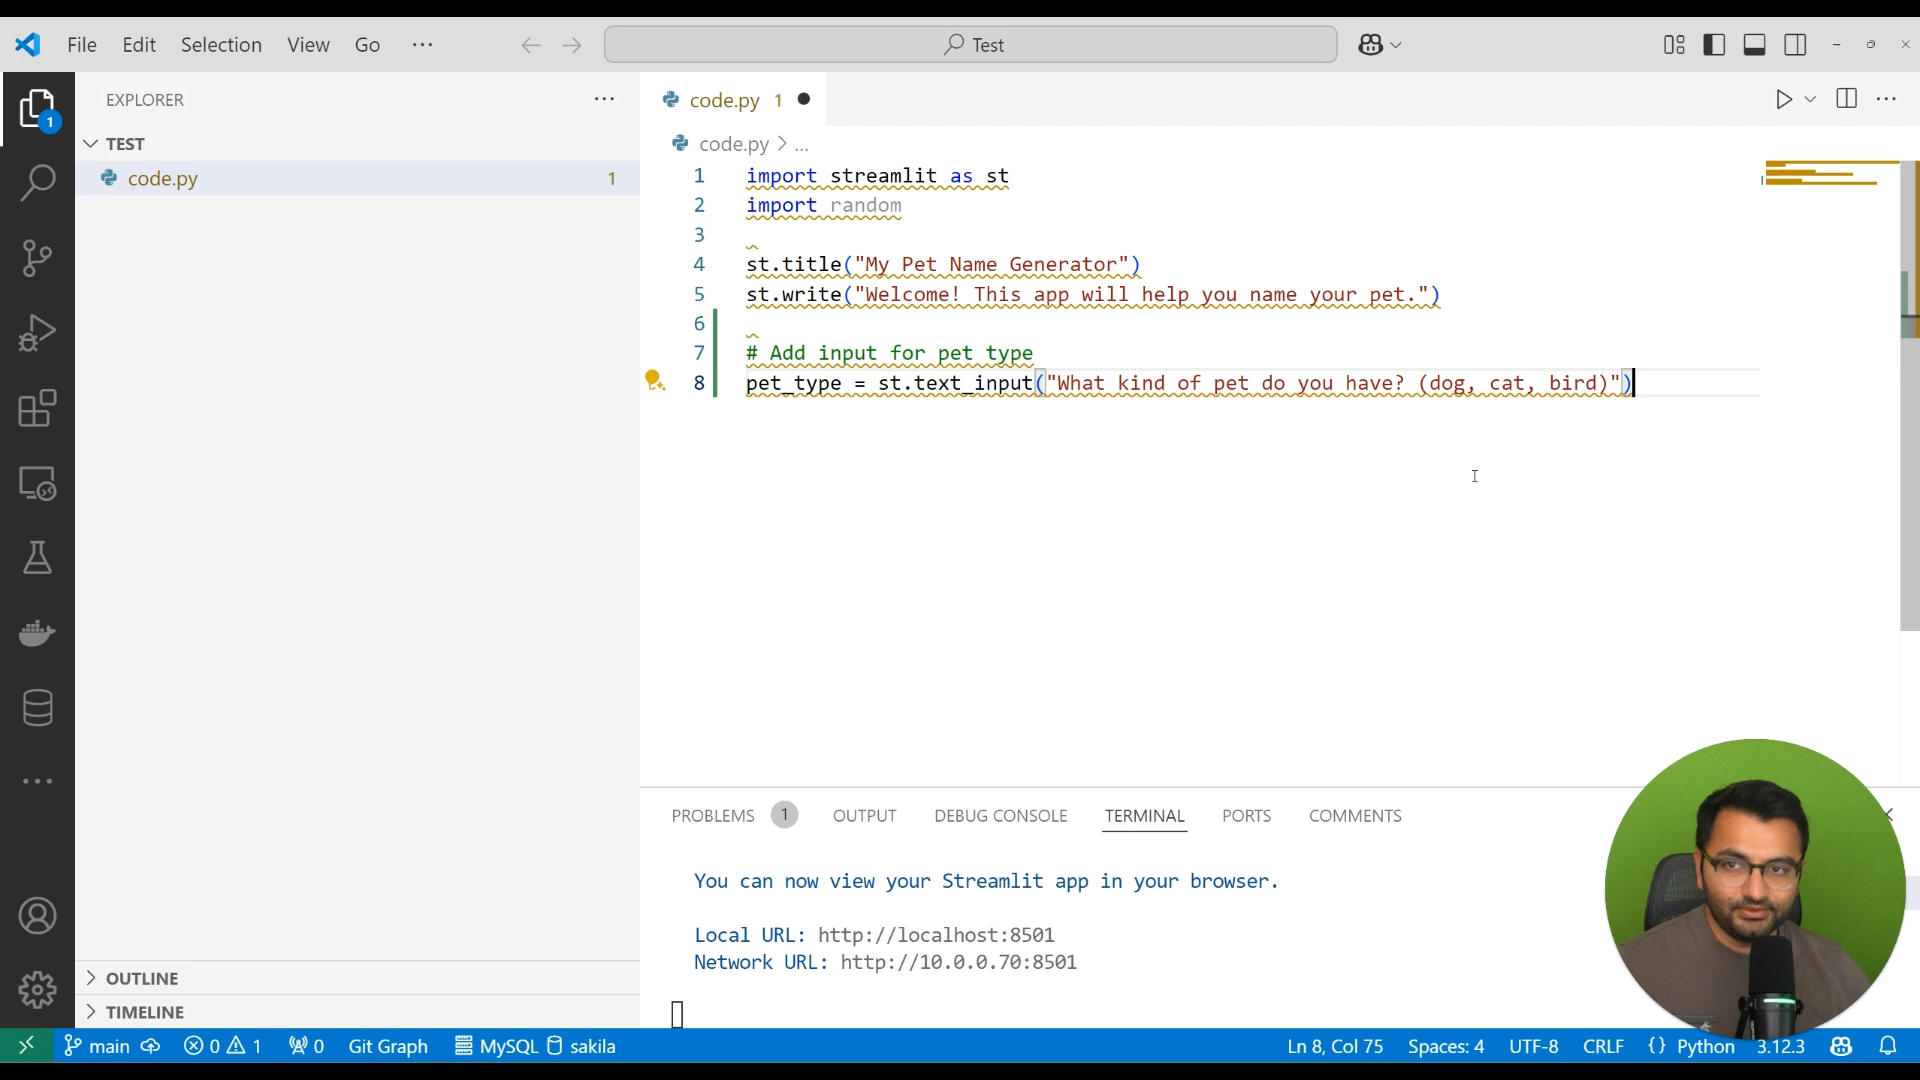 File Edit Selection View Go ··· Test
EXPLORER ···
TEST
code.py 1
code.py 1
code.py > ...
1 import streamlit as st
2 import random
3
4 st.title("My Pet Name Generator")
5 st.write("Welcome! This app will help you name your pet.")
6
7 # Add input for pet type
8 pet_type = st.text_input("What kind of pet do you have? (dog, cat, bird)")
PROBLEMS 1 OUTPUT DEBUG CONSOLE TERMINAL PORTS COMMENTS
You can now view your Streamlit app in your browser.
Local URL: http://localhost:8501
Network URL: http://10.0.0.70:8501
1
OUTLINE
TIMELINE
main 0 1 0 Git Graph MySQL sakila Ln 8, Col 75 Spaces: 4 UTF-8 CRLF {} Python 3.12.3